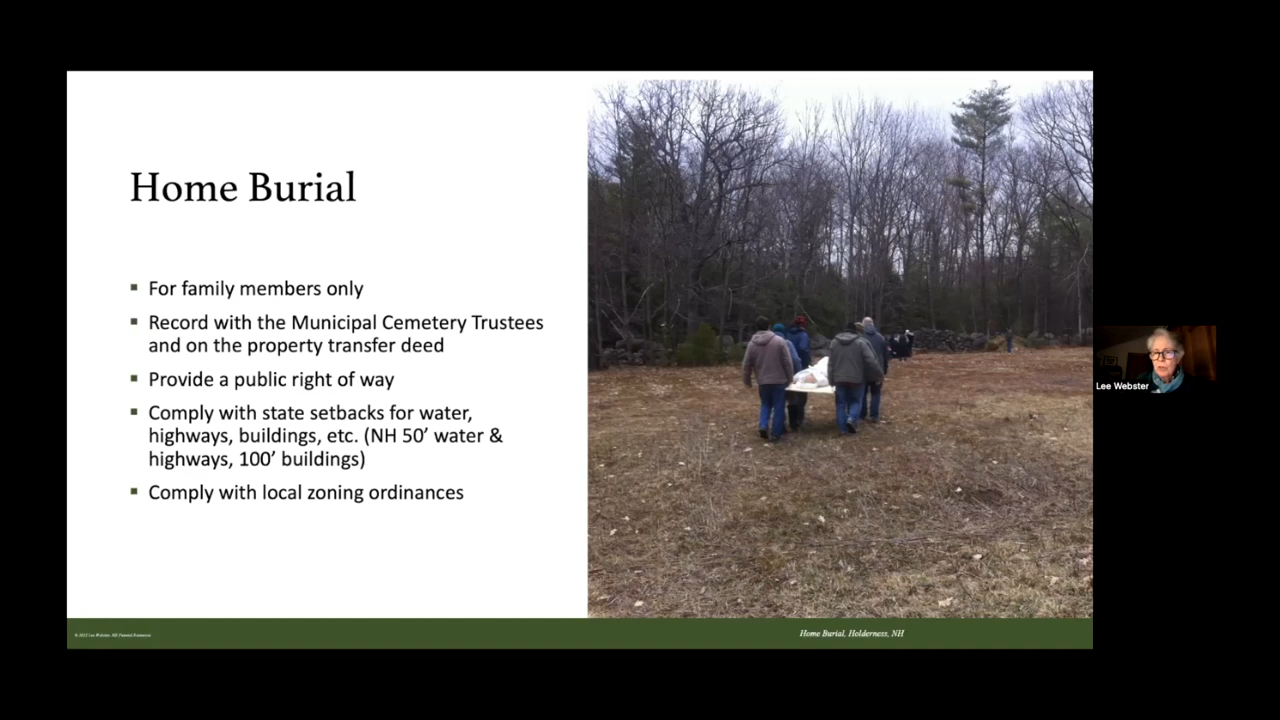 Home Burial
For family members only
Record with the Municipal Cemetery Trustees
and on the property transfer deed
Provide a public right of way
Comply with state setbacks for water,
highways, buildings, etc. (NH 50’ water &
highways, 100’ buildings)
Comply with local zoning ordinances
Lee Webster
Home Burial, Holderness, NH